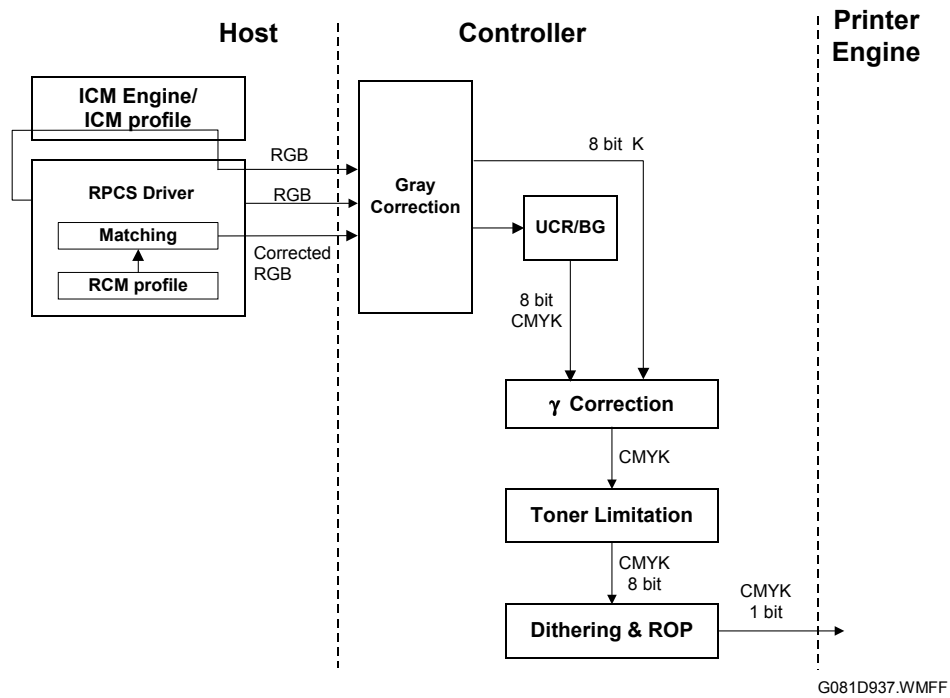 Host
Controller
Printer
Engine
ICM Engine/
ICM profile
RGB
RPCS Driver
RGB
Matching
Corrected
RGB
RCM profile
Gray
Correction
8 bit K
UCR/BG
8 bit
CMYK
γ Correction
CMYK
Toner Limitation
CMYK
8 bit
Dithering & ROP
CMYK
1 bit
G081D937.WMFF